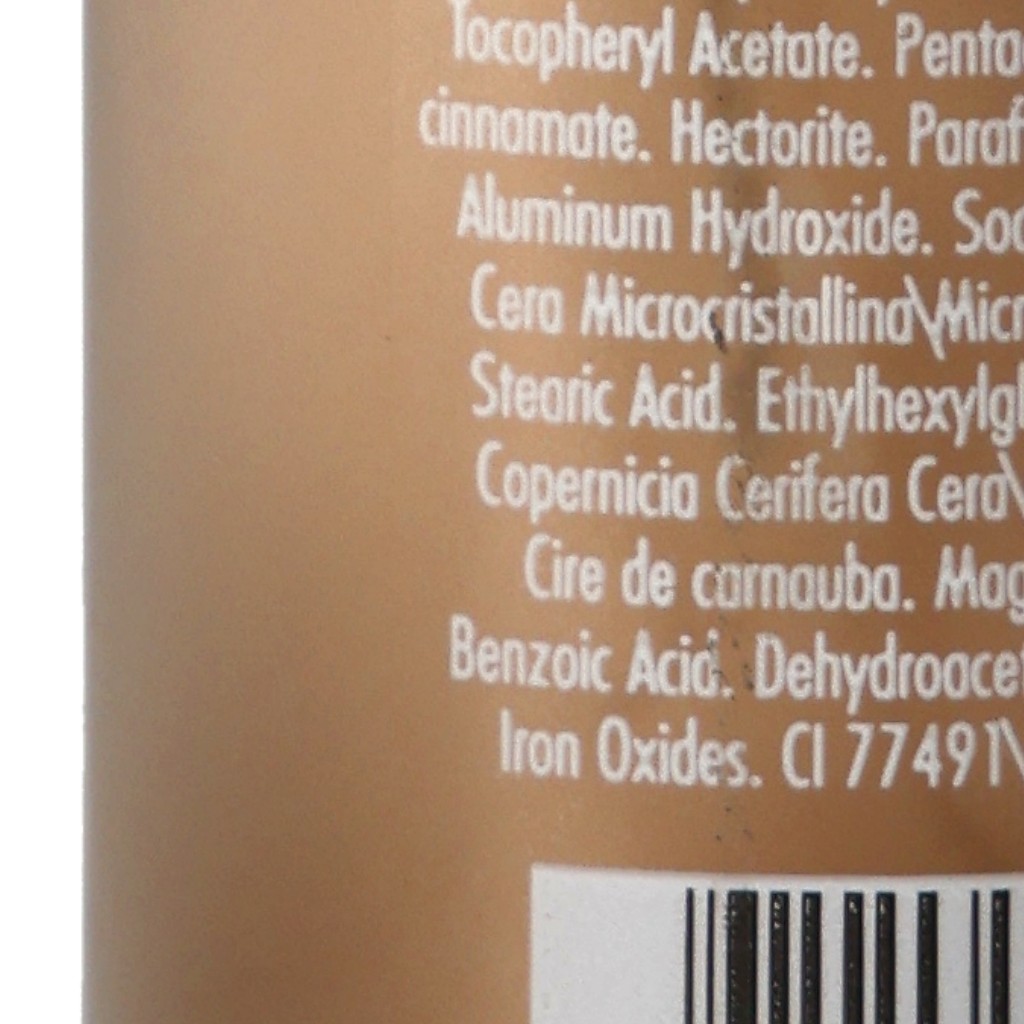 Tocopheryl Acetate. Penta
cinnamate. Hectorite. Paraf
Aluminum Hydroxide. Sod
Cera Microcristallina\Micr
Stearic Acid. Ethylhexylgl
Copernicia Cerifera Cera\
Cire de carnauba. Mag
Benzoic Acid. Dehydroacet
Iron Oxides. CI 77491\